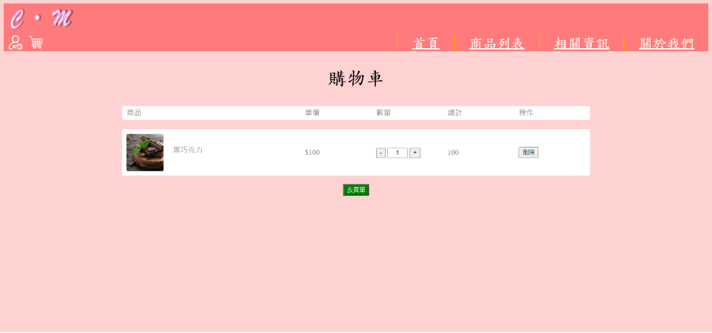 C・M
首頁 商品列表 相關資訊 關於我們
購物車
商品 單價 數量 總計 操作
黑巧克力 $100 - 1 + 100 刪除
去買單